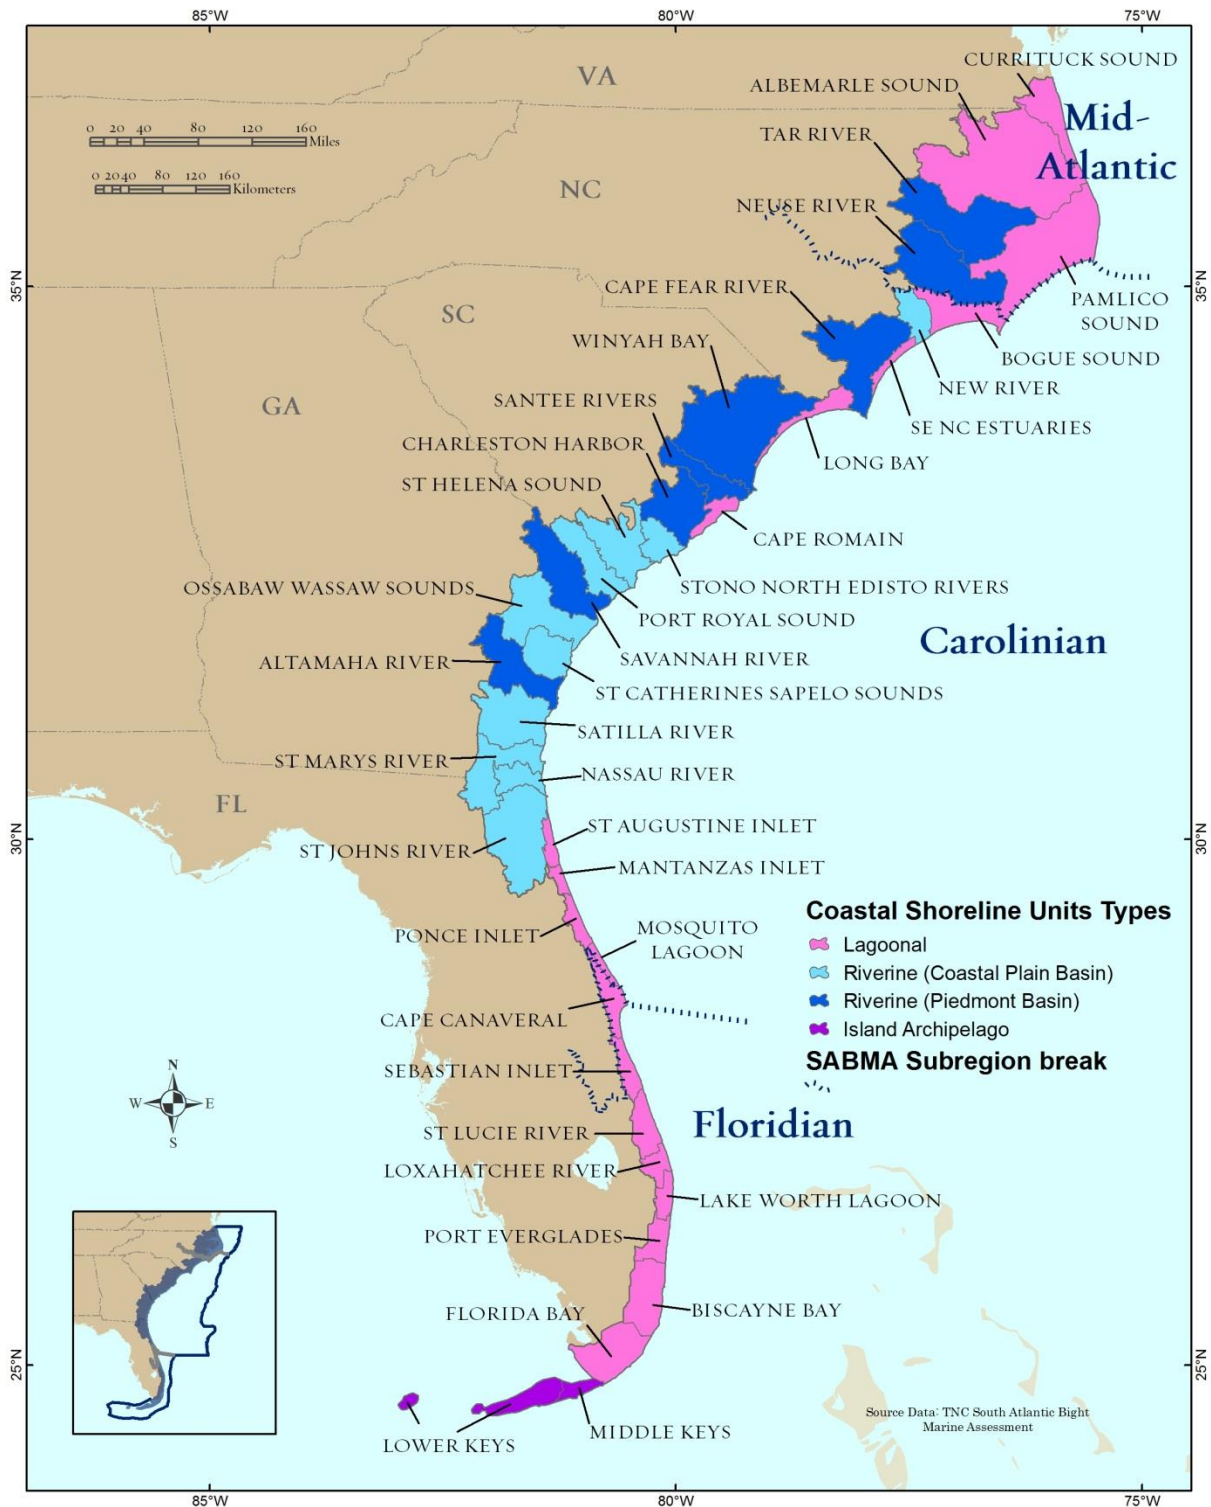 85°W
80°W
75°W
CURRITUCK SOUND
VA
ALBEMARLE SOUND
Mid-
Atlantic
0 20 40 80 120 160
Miles
TAR RIVER
0 20 40 80 120 160
Kilometers
NC
NEUSE RIVER
35°N
35°N
CAPE FEAR RIVER
PAMLICO
SOUND
SC
WINYAH BAY
BOGUE SOUND
NEW RIVER
GA
SANTEE RIVERS
SE NC ESTUARIES
CHARLESTON HARBOR
LONG BAY
ST HELENA SOUND
CAPE ROMAIN
OSSABAW WASSAW SOUNDS
STONO NORTH EDISTO RIVERS
PORT ROYAL SOUND
Carolinian
ALTAMAHA RIVER
SAVANNAH RIVER
ST CATHERINES SAPELO SOUNDS
SATILLA RIVER
ST MARYS RIVER
NASSAU RIVER
FL
ST AUGUSTINE INLET
30°N
30°N
ST JOHNS RIVER
MANTANZAS INLET
PONCE INLET
MOSQUITO
LAGOON
Coastal Shoreline Units Types
Lagoonal
Riverine (Coastal Plain Basin)
Riverine (Piedmont Basin)
Island Archipelago
SABMA Subregion break
CAPE CANAVERAL
SEBASTIAN INLET
N
W E
S
Floridian
ST LUCIE RIVER
LOXAHATCHEE RIVER
LAKE WORTH LAGOON
PORT EVERGLADES
FLORIDA BAY
BISCAYNE BAY
25°N
25°N
Source Data: TNC South Atlantic Bight
Marine Assessment
LOWER KEYS
MIDDLE KEYS
85°W
80°W
75°W